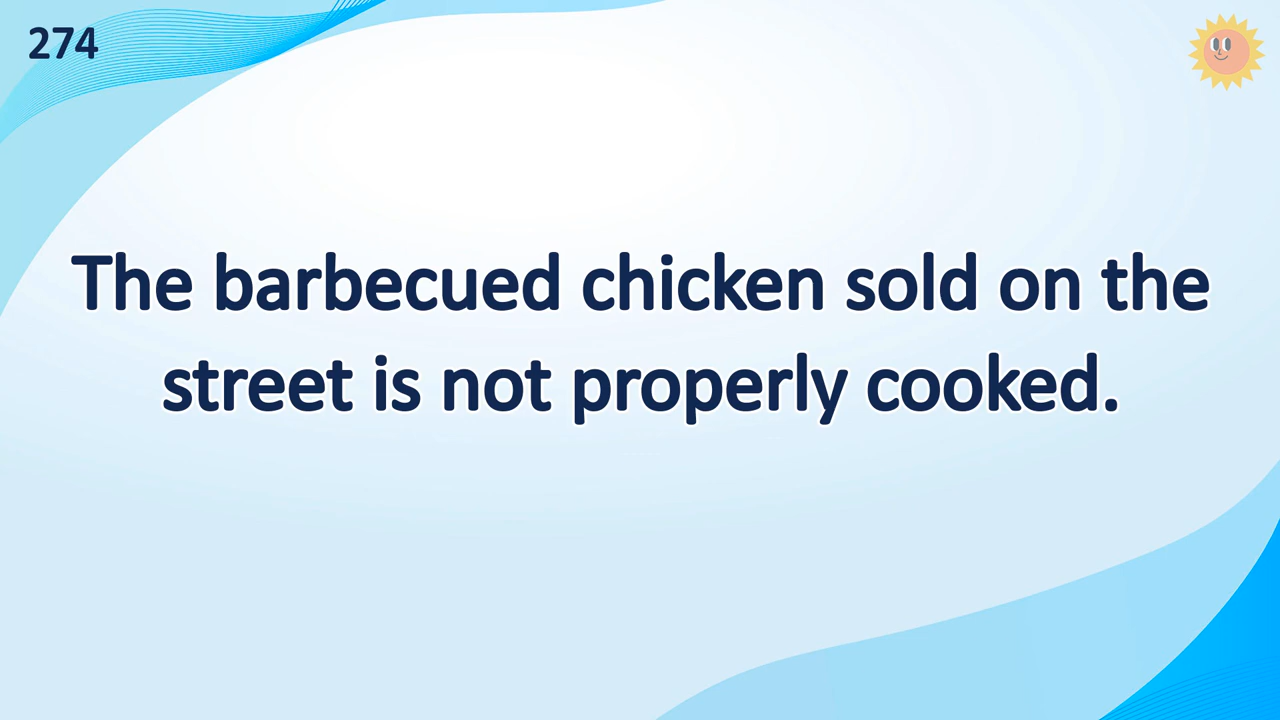 274
The barbecued chicken sold on the
street is not properly cooked.